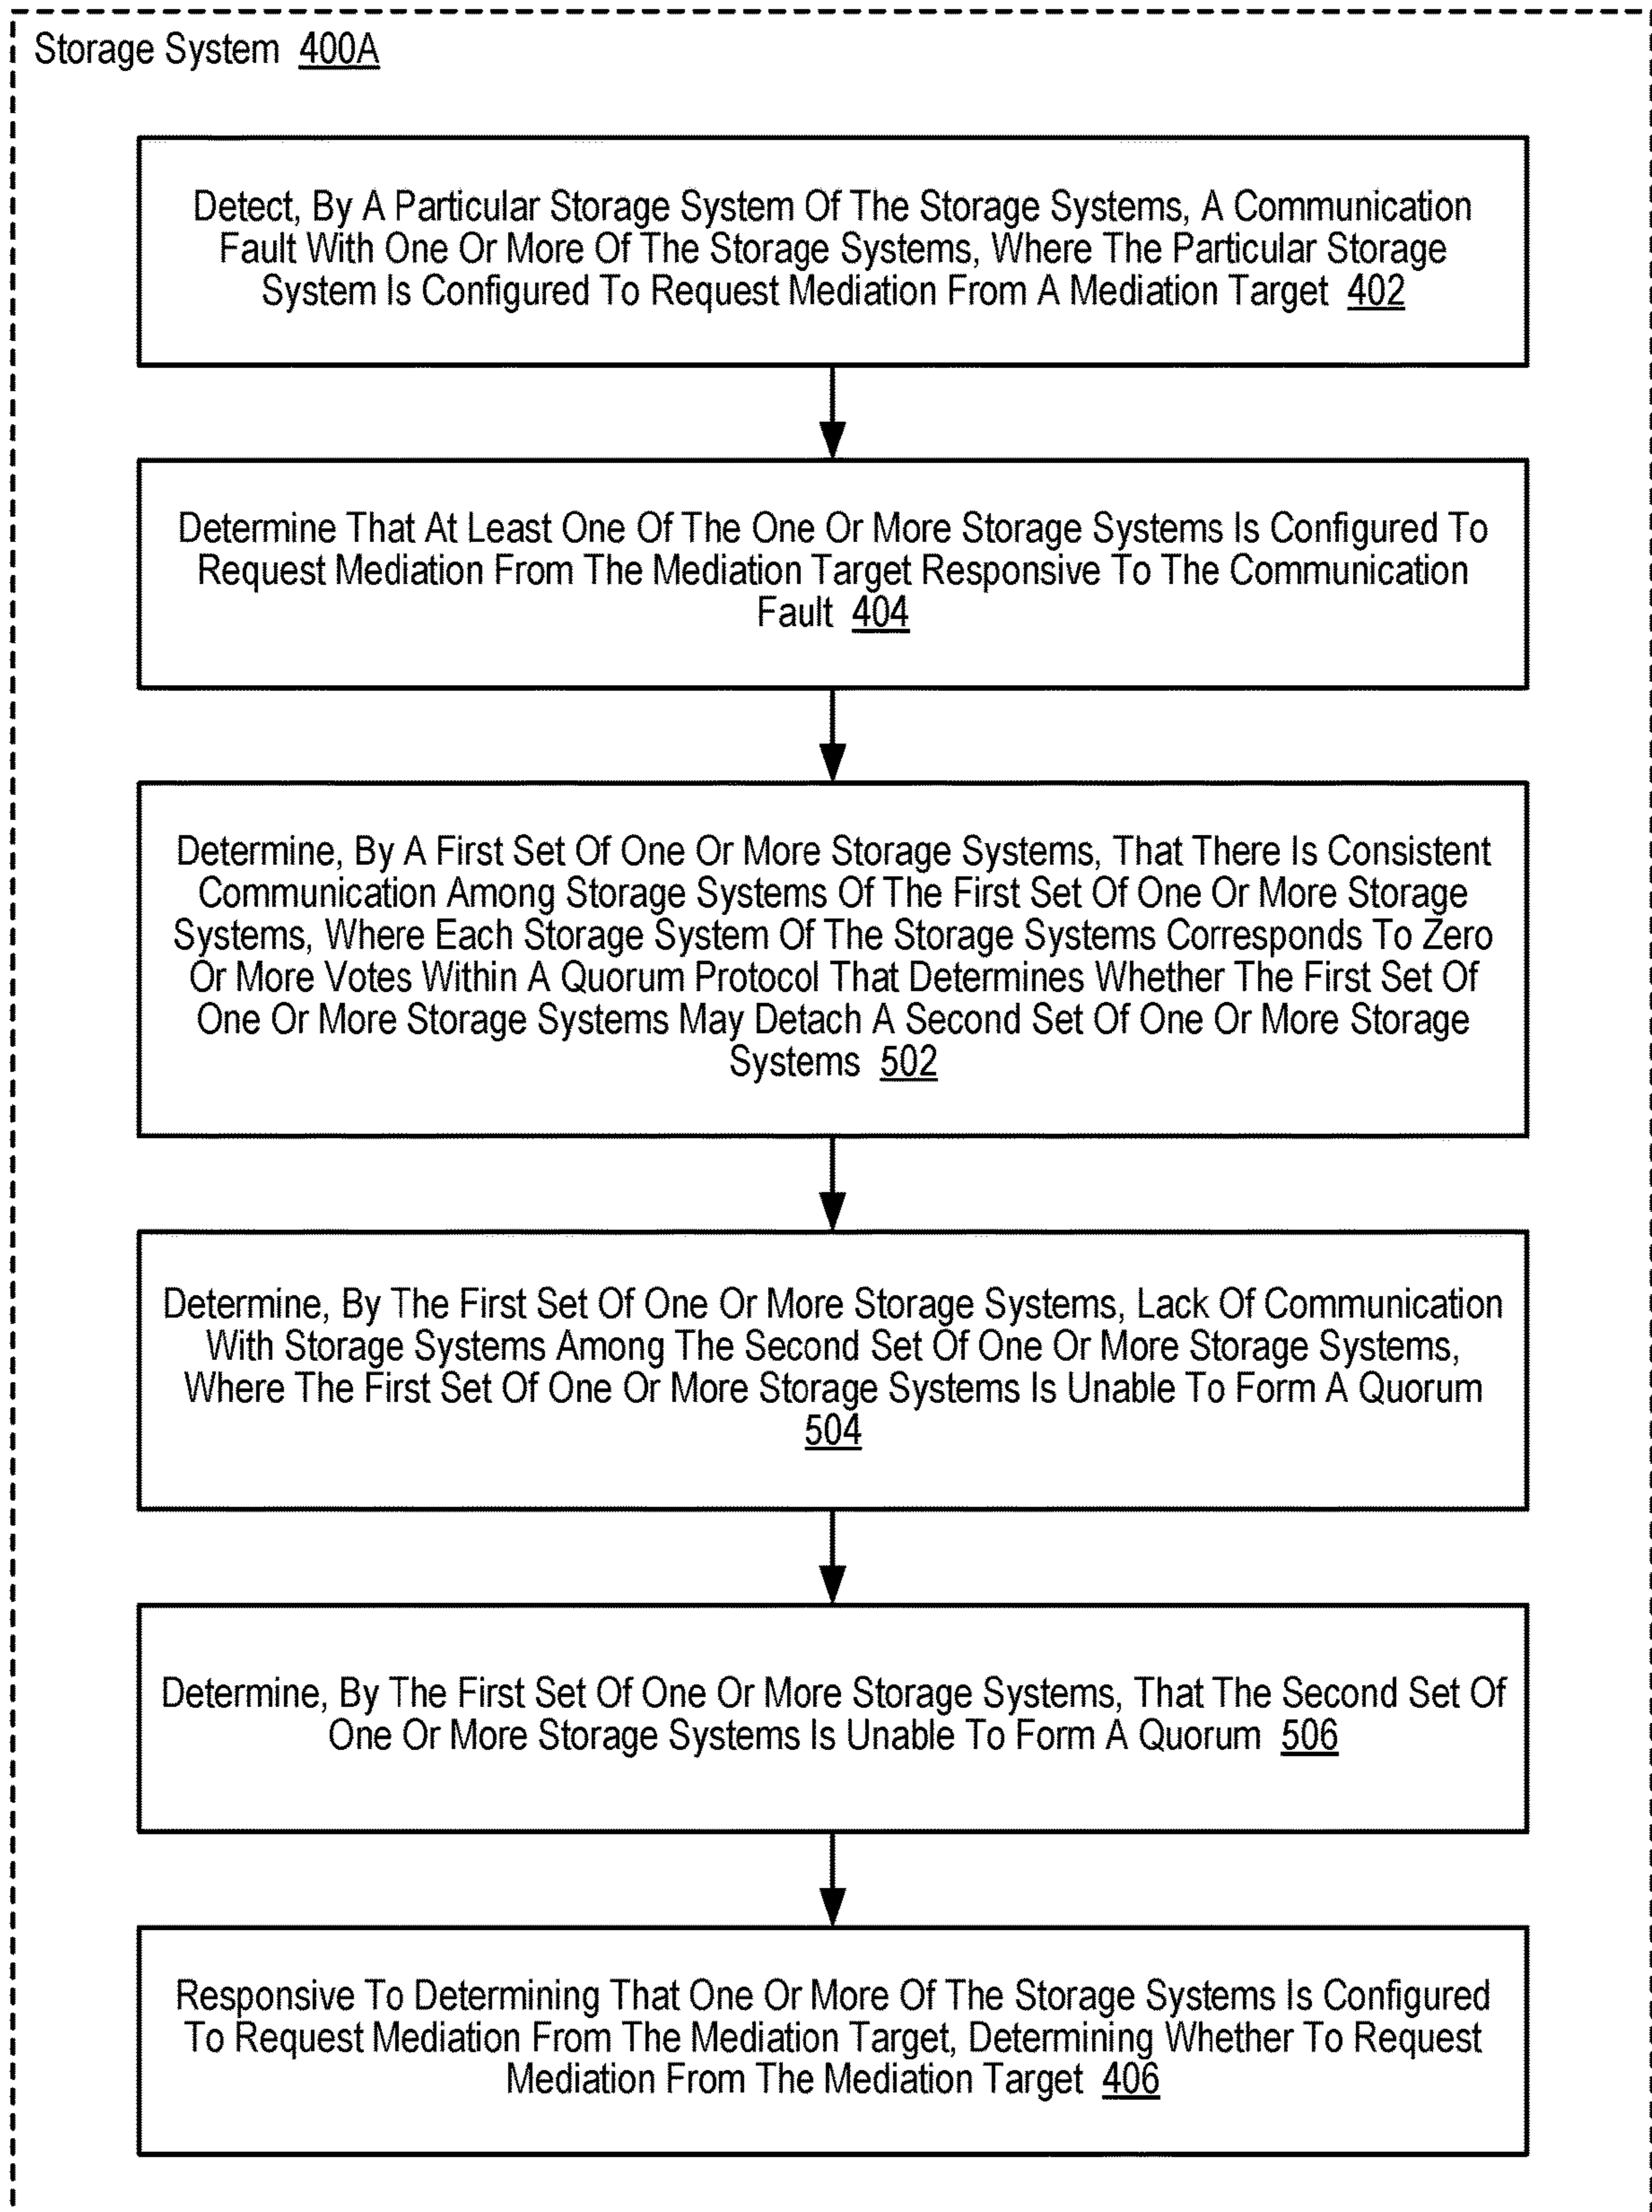 Storage System 400A
Detect, By A Particular Storage System Of The Storage Systems, A Communication
Fault With One Or More Of The Storage Systems, Where The Particular Storage
System Is Configured To Request Mediation From A Mediation Target 402
Determine That At Least One Of The One Or More Storage Systems Is Configured To
Request Mediation From The Mediation Target Responsive To The Communication
Fault 404
Determine, By A First Set Of One Or More Storage Systems, That There Is Consistent
Communication Among Storage Systems Of The First Set Of One Or More Storage
Systems, Where Each Storage System Of The Storage Systems Corresponds To Zero
Or More Votes Within A Quorum Protocol That Determines Whether The First Set Of
One Or More Storage Systems May Detach A Second Set Of One Or More Storage
Systems 502
Determine, By The First Set Of One Or More Storage Systems, Lack Of Communication
With Storage Systems Among The Second Set Of One Or More Storage Systems,
Where The First Set Of One Or More Storage Systems Is Unable To Form A Quorum
504
Determine, By The First Set Of One Or More Storage Systems, That The Second Set Of
One Or More Storage Systems Is Unable To Form A Quorum 506
Responsive To Determining That One Or More Of The Storage Systems Is Configured
To Request Mediation From The Mediation Target, Determining Whether To Request
Mediation From The Mediation Target 406